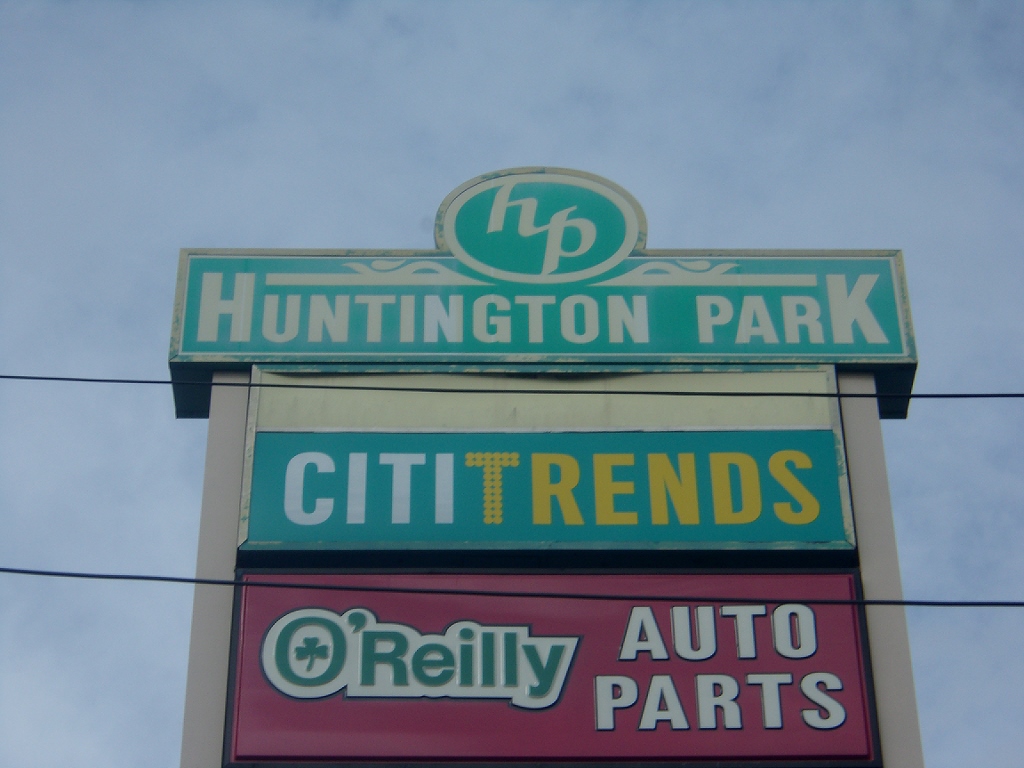 hp
HUNTINGTON PARK
CITITRENDS
O'Reilly AUTO
PARTS